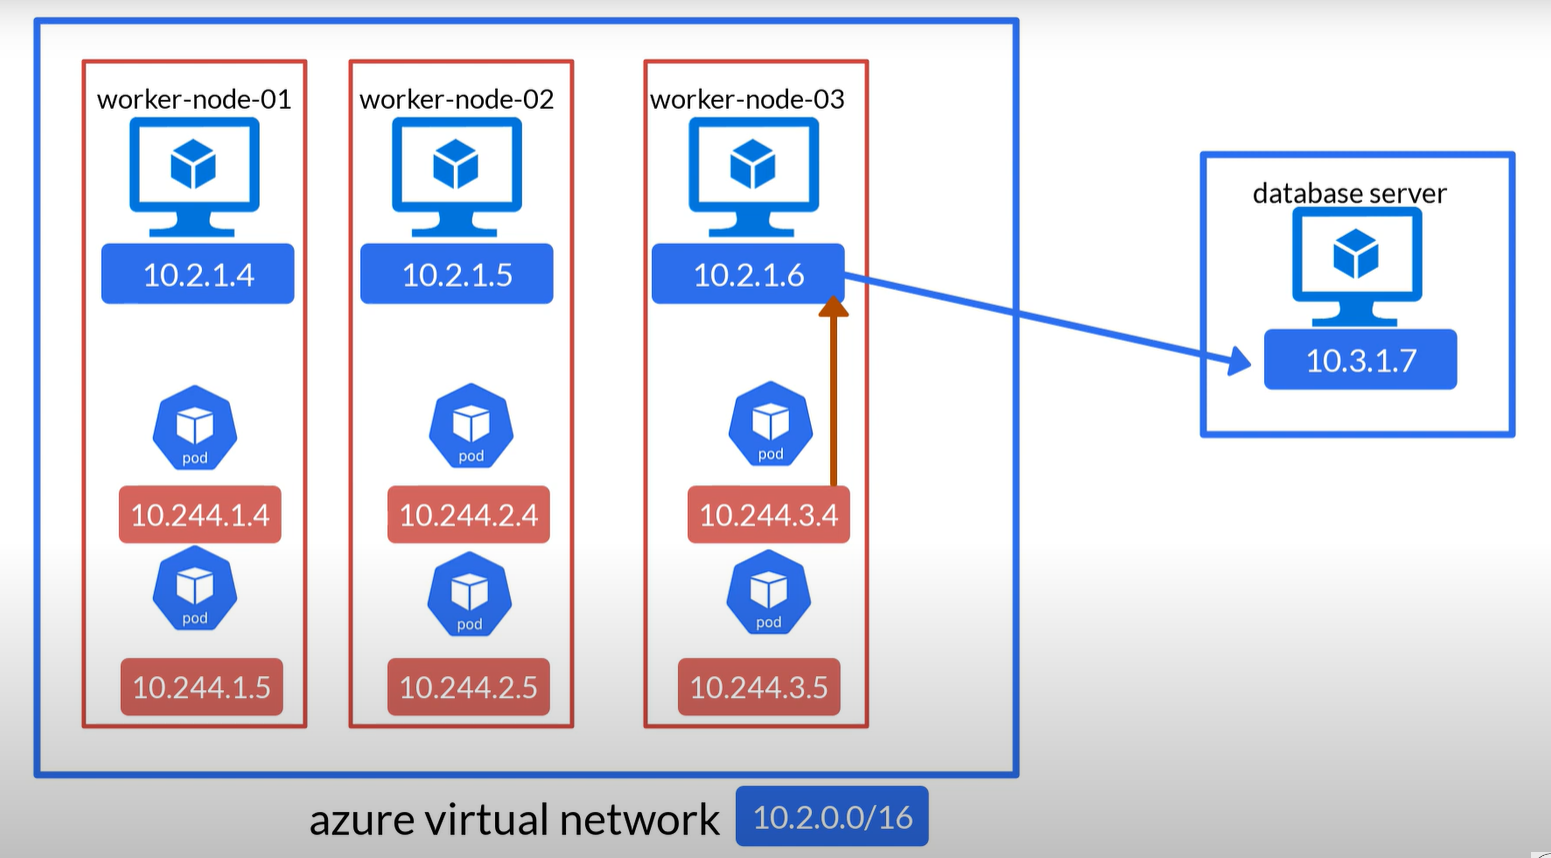 worker-node-01
worker-node-02
worker-node-03
database server
10.2.1.4
10.2.1.5
10.2.1.6
10.3.1.7
pod
pod
pod
10.244.1.4
10.244.2.4
10.244.3.4
pod
pod
pod
10.244.1.5
10.244.2.5
10.244.3.5
azure virtual network
10.2.0.0/16